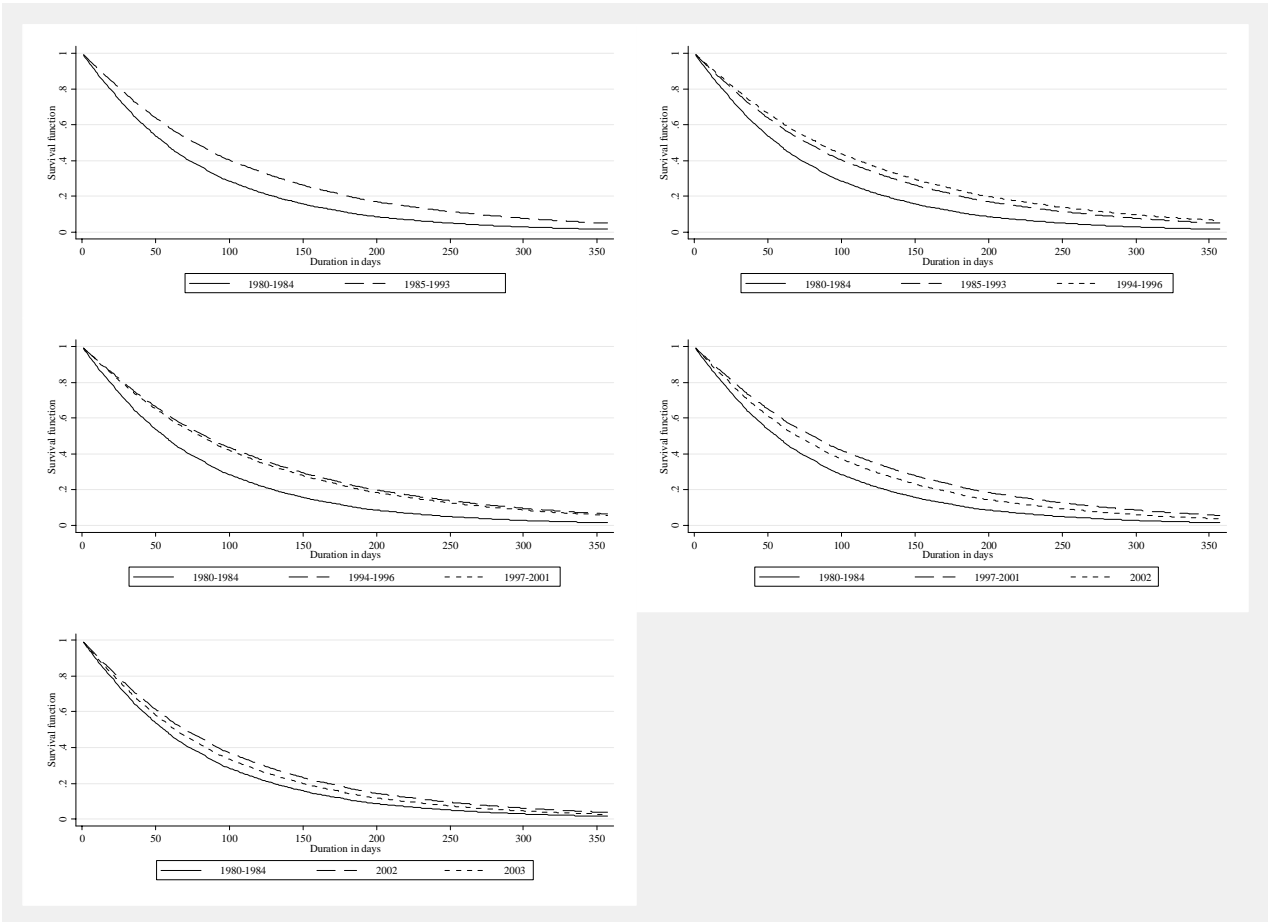 Survival function
1
.8
.6
.4
.2
0
0 50 100 150 200 250 300 350
Duration in days
1980-1984 1985-1993
Survival function
1
.8
.6
.4
.2
0
0 50 100 150 200 250 300 350
Duration in days
1980-1984 1985-1993 1994-1996
Survival function
1
.8
.6
.4
.2
0
0 50 100 150 200 250 300 350
Duration in days
1980-1984 1994-1996 1997-2001
Survival function
1
.8
.6
.4
.2
0
0 50 100 150 200 250 300 350
Duration in days
1980-1984 1997-2001 2002
Survival function
1
.8
.6
.4
.2
0
0 50 100 150 200 250 300 350
Duration in days
1980-1984 2002 2003